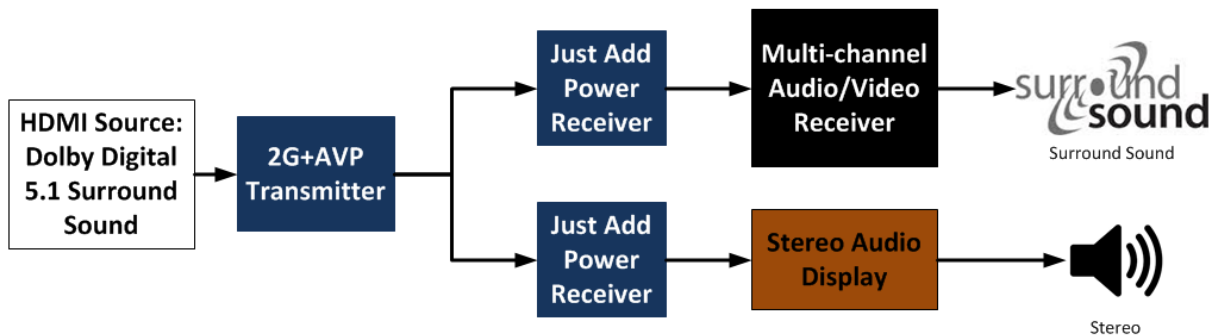 HDMI Source:
Dolby Digital
5.1 Surround
Sound
2G+AVP
Transmitter
Just Add
Power
Receiver
Multi-channel
Audio/Video
Receiver
surround
sound
Surround Sound
Just Add
Power
Receiver
Stereo Audio
Display
Stereo